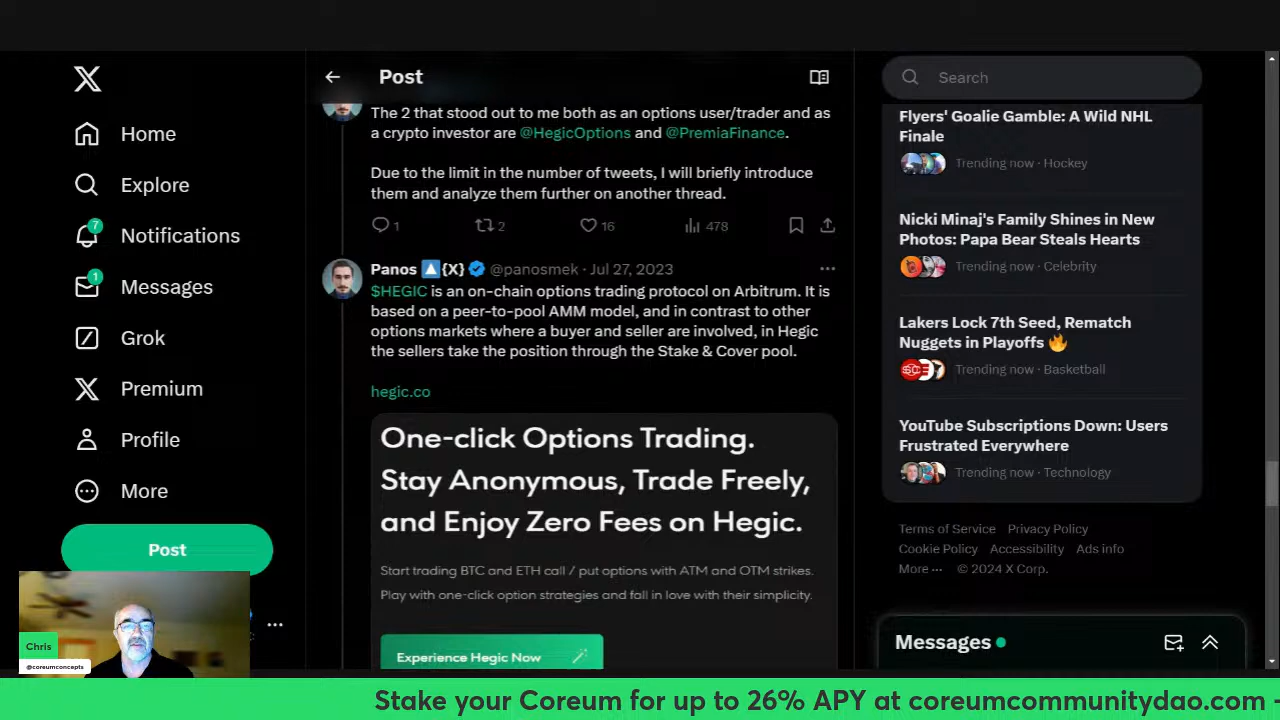 Home
Explore
7
Notifications
1
Messages
Grok
Premium
Profile
More
Post
Chris
@coreumconcepts
Post
The 2 that stood out to me both as an options user/trader and as
a crypto investor are @HegicOptions and @PremiaFinance.
Due to the limit in the number of tweets, I will briefly introduce
them and analyze them further on another thread.
1 2 16 478
Panos {X} @panosmek · Jul 27, 2023
$HEGIC is an on-chain options trading protocol on Arbitrum. It is
based on a peer-to-pool AMM model, and in contrast to other
options markets where a buyer and seller are involved, in Hegic
the sellers take the position through the Stake & Cover pool.
hegic.co
One-click Options Trading.
Stay Anonymous, Trade Freely,
and Enjoy Zero Fees on Hegic.
Start trading BTC and ETH call / put options with ATM and OTM strikes.
Play with one-click option strategies and fall in love with their simplicity.
Experience Hegic Now
Search
Flyers' Goalie Gamble: A Wild NHL
Finale
Trending now · Hockey
Nicki Minaj's Family Shines in New
Photos: Papa Bear Steals Hearts
Trending now · Celebrity
Lakers Lock 7th Seed, Rematch
Nuggets in Playoffs 🔥
Trending now · Basketball
YouTube Subscriptions Down: Users
Frustrated Everywhere
Trending now · Technology
Terms of Service Privacy Policy
Cookie Policy Accessibility Ads info
More ··· © 2024 X Corp.
Messages
Stake your Coreum for up to 26% APY at coreumcommunitydao.com -